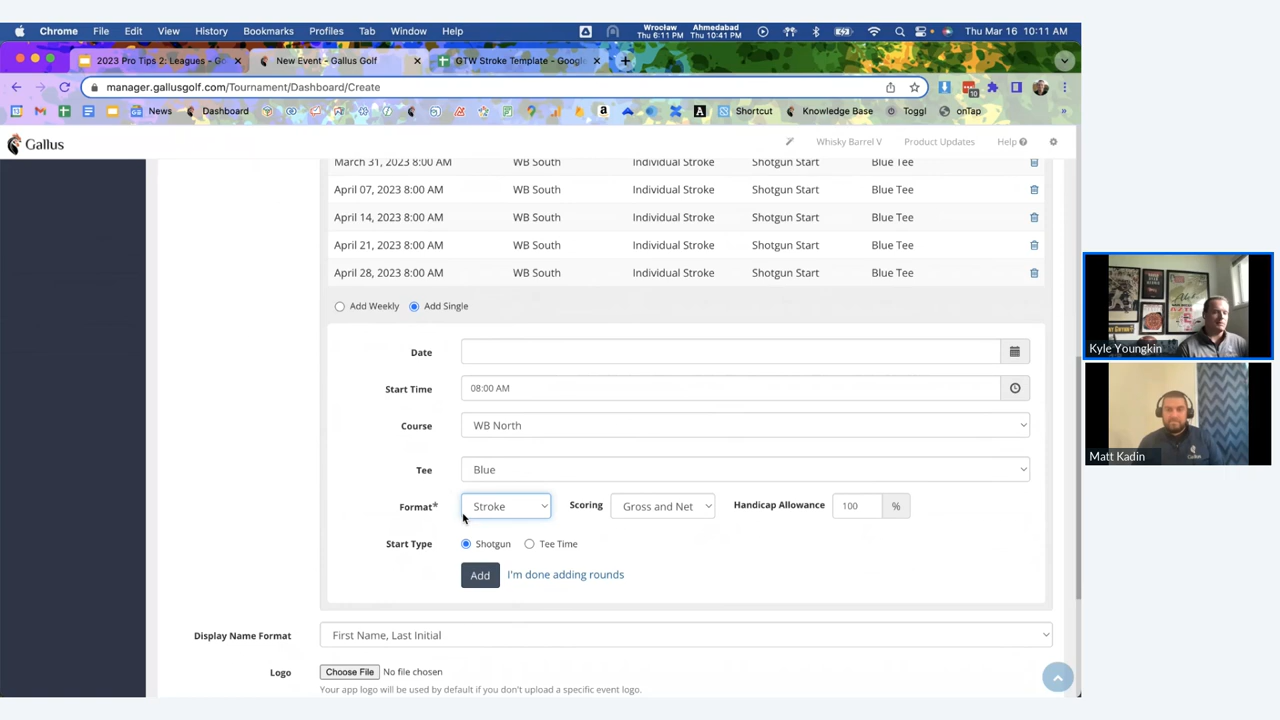 Chrome File Edit View History Bookmarks Profiles Tab Window Help Wrocław Thu 6:11 PM Ahmedabad Thu 10:41 PM Thu Mar 16 10:11 AM
2023 Pro Tips 2: Leagues - Go × New Event - Gallus Golf × GTW Stroke Template - Google × +
manager.gallusgolf.com/Tournament/Dashboard/Create 10
News Dashboard Shortcut Knowledge Base Toggl onTap »
Gallus Whisky Barrel V Product Updates Help
March 31, 2023 8:00 AM WB South Individual Stroke Shotgun Start Blue Tee
April 07, 2023 8:00 AM WB South Individual Stroke Shotgun Start Blue Tee
April 14, 2023 8:00 AM WB South Individual Stroke Shotgun Start Blue Tee
April 21, 2023 8:00 AM WB South Individual Stroke Shotgun Start Blue Tee
April 28, 2023 8:00 AM WB South Individual Stroke Shotgun Start Blue Tee
Add Weekly Add Single
Date
Start Time 08:00 AM
Course WB North
Tee Blue
Format* Stroke Scoring Gross and Net Handicap Allowance 100 %
Start Type Shotgun Tee Time
Add I'm done adding rounds
Display Name Format First Name, Last Initial
Logo Choose File No file chosen
Your app logo will be used by default if you don't upload a specific event logo.
Kyle Youngkin
Matt Kadin